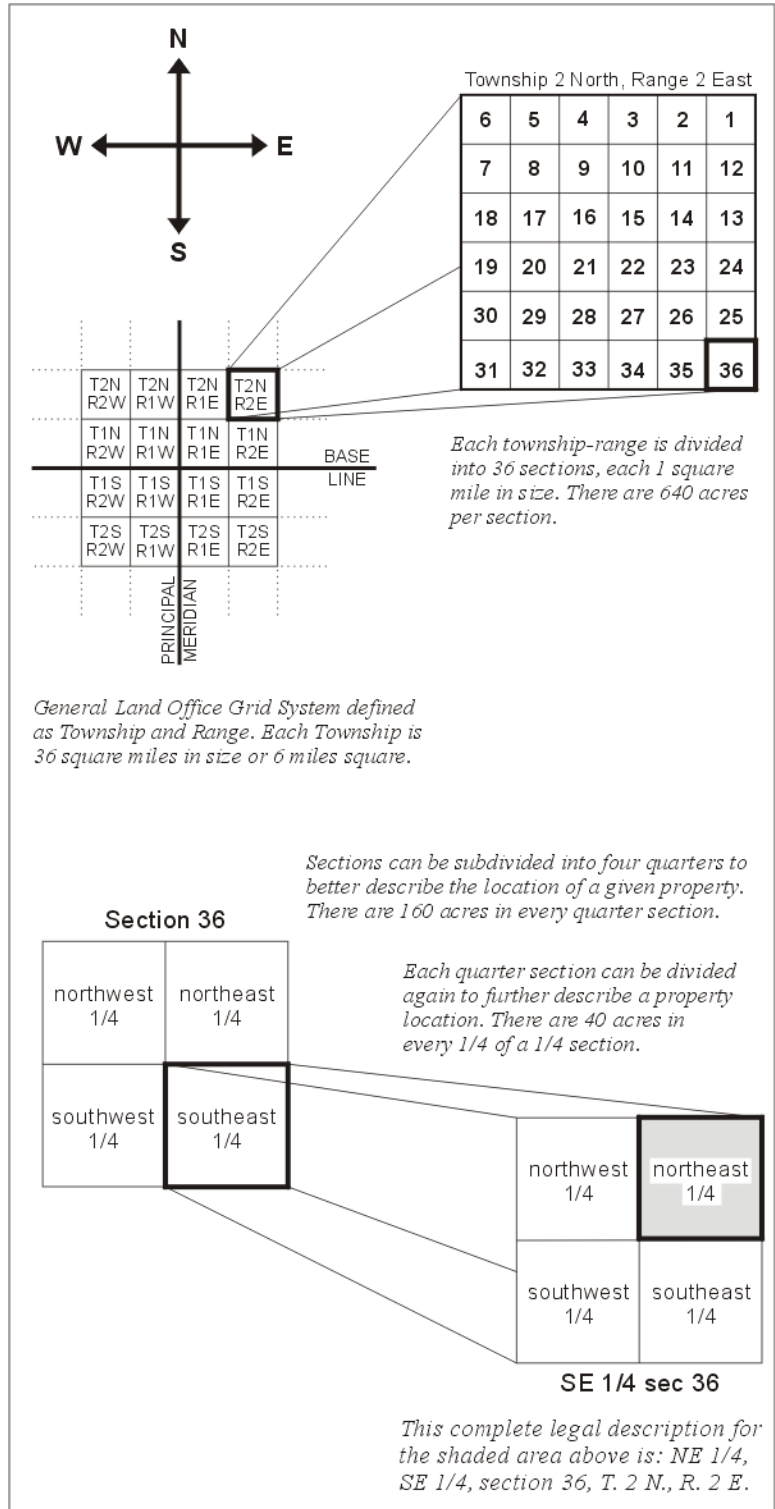 N
W E
S
Township 2 North, Range 2 East
6 5 4 3 2 1
7 8 9 10 11 12
18 17 16 15 14 13
19 20 21 22 23 24
30 29 28 27 26 25
31 32 33 34 35 36
T2N T2N T2N T2N
R2W R1W R1E R2E
T1N T1N T1N T1N
R2W R1W R1E R2E
T1S T1S T1S T1S
R2W R1W R1E R2E
T2S T2S T2S T2S
R2W R1W R1E R2E
BASE
LINE
PRINCIPAL
MERIDIAN
Each township-range is divided
into 36 sections, each 1 square
mile in size. There are 640 acres
per section.
General Land Office Grid System defined
as Township and Range. Each Township is
36 square miles in size or 6 miles square.
Sections can be subdivided into four quarters to
better describe the location of a given property.
There are 160 acres in every quarter section.
Section 36
northwest northeast
1/4 1/4
southwest southeast
1/4 1/4
Each quarter section can be divided
again to further describe a property
location. There are 40 acres in
every 1/4 of a 1/4 section.
northwest northeast
1/4 1/4
southwest southeast
1/4 1/4
SE 1/4 sec 36
This complete legal description for
the shaded area above is: NE 1/4,
SE 1/4, section 36, T. 2 N., R. 2 E.